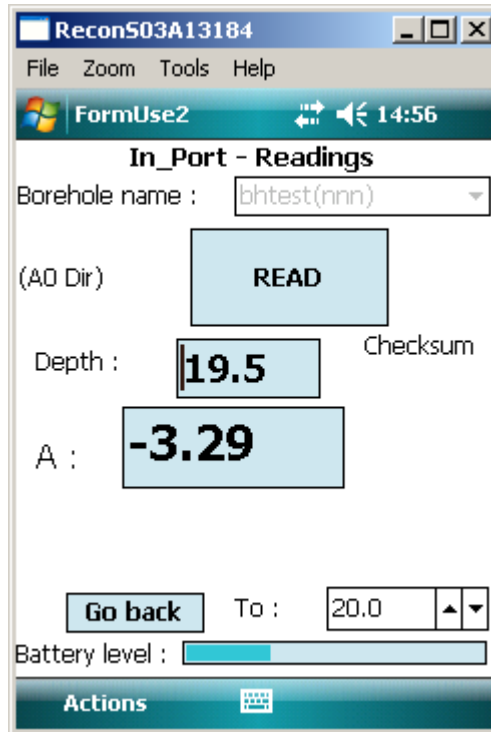 ReconS03A13184
File Zoom Tools Help
FormUse2 14:56
In_Port - Readings
Borehole name : bhtest(nnn)
(A0 Dir) READ
Checksum
Depth : 19.5
A : -3.29
Go back To : 20.0
Battery level :
Actions